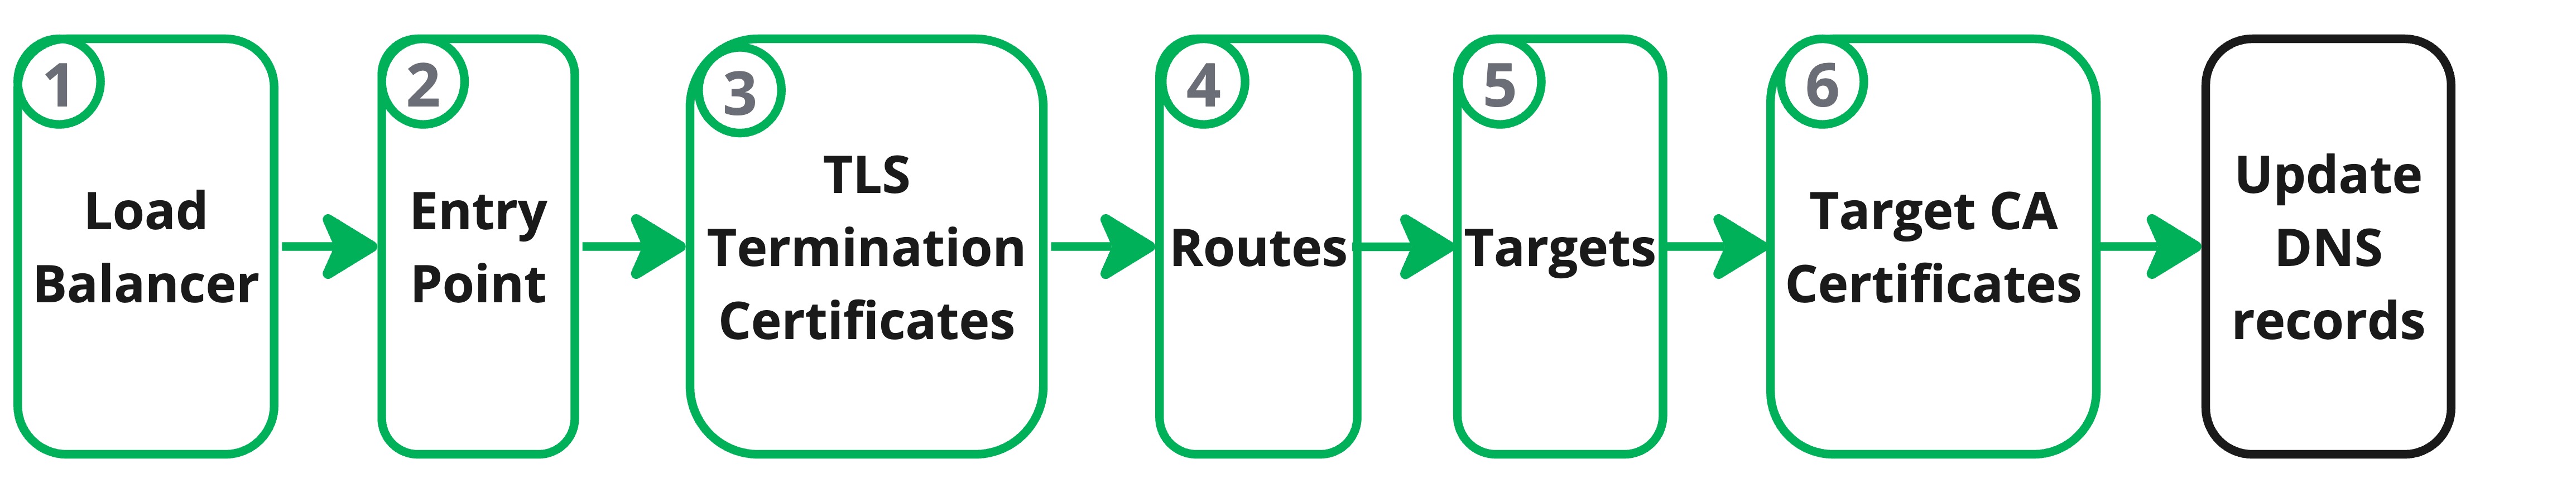 1
Load
Balancer
2
Entry
Point
3
TLS
Termination
Certificates
4
Routes
5
Targets
6
Target CA
Certificates
Update
DNS
records